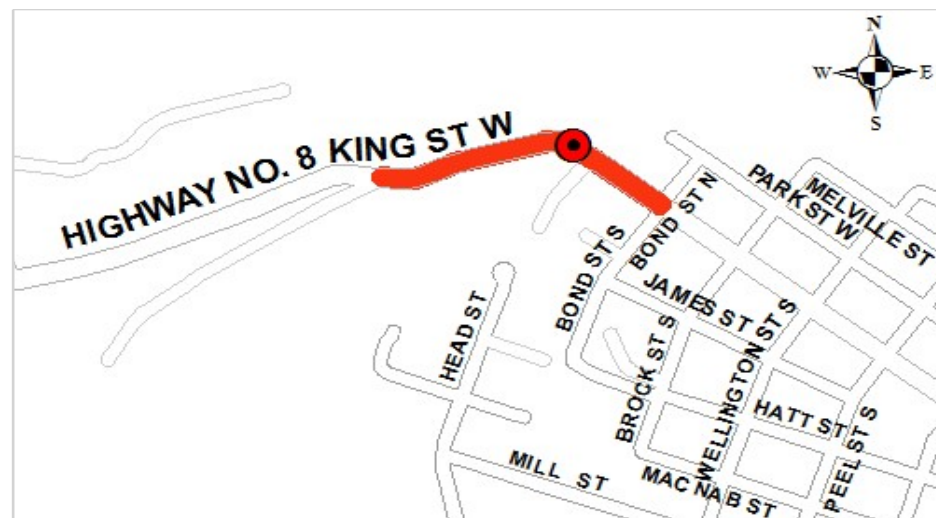 N
W E
S
HIGHWAY NO. 8 KING ST W
PARK ST W
MELVILLE ST
BOND ST N
BOND ST S
JAMES ST
HEAD ST
BROCK ST S
WELLINGTON ST S
HATT ST
PEEL ST S
MILL ST
MAC NAB ST